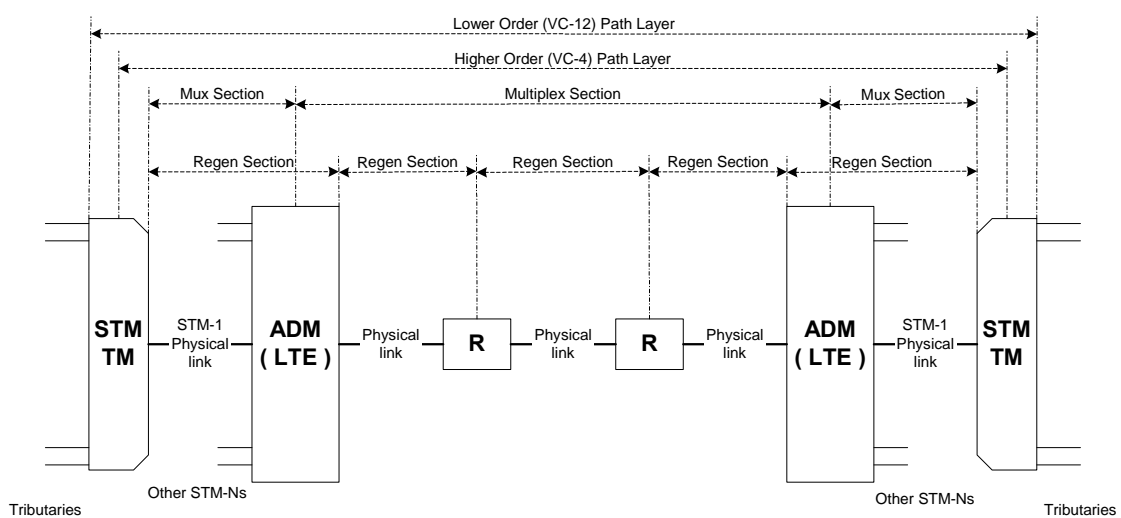 Lower Order (VC-12) Path Layer
Higher Order (VC-4) Path Layer
Mux Section
Multiplex Section
Mux Section
Regen Section
Regen Section
Regen Section
Regen Section
Regen Section
STM
TM
STM-1
Physical
link
ADM
( LTE )
Physical
link
R
Physical
link
R
Physical
link
ADM
( LTE )
STM-1
Physical
link
STM
TM
Other STM-Ns
Other STM-Ns
Tributaries
Tributaries